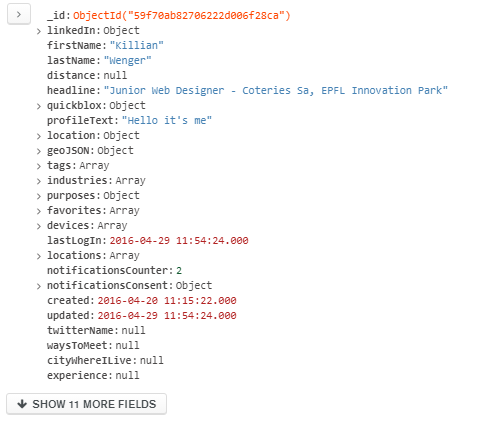 _id: ObjectId("59f70ab82706222d006f28ca")
linkedIn: Object
firstName: "Killian"
lastName: "Wenger"
distance: null
headline: "Junior Web Designer - Coteries Sa, EPFL Innovation Park"
quickblox: Object
profileText: "Hello it's me"
location: Object
geoJSON: Object
tags: Array
industries: Array
purposes: Object
favorites: Array
devices: Array
lastLogIn: 2016-04-29 11:54:24.000
locations: Array
notificationsCounter: 2
notificationsConsent: Object
created: 2016-04-20 11:15:22.000
updated: 2016-04-29 11:54:24.000
twitterName: null
waysToMeet: null
cityWhereILive: null
experience: null
SHOW 11 MORE FIELDS